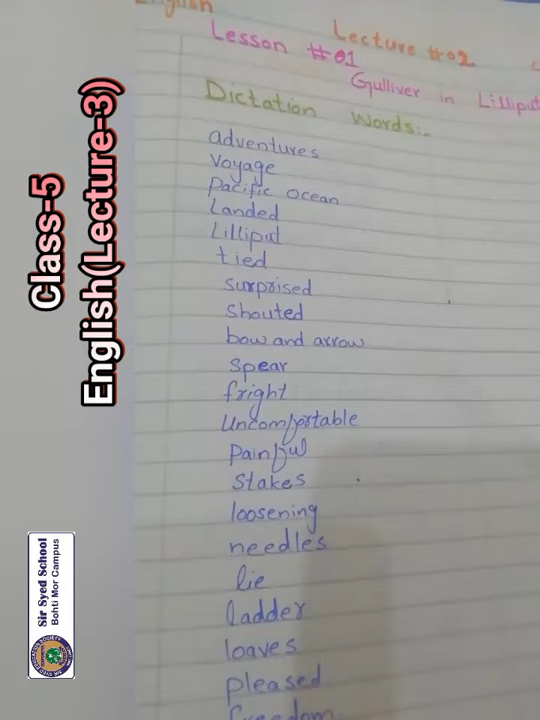 English
Lecture #02
Lesson #01
Gulliver in Lilliput
Dictation Words:-
adventures
Voyage
Pacific Ocean
Landed
Lilliput
tied
surprised
shouted
bow and arrow
spear
fright
Uncomfortable
Painful
Stakes
loosening
needles
lie
ladder
loaves
pleased
freedom
Class-5
English(Lecture-3)
Sir Syed School
Bohti Mor Campus